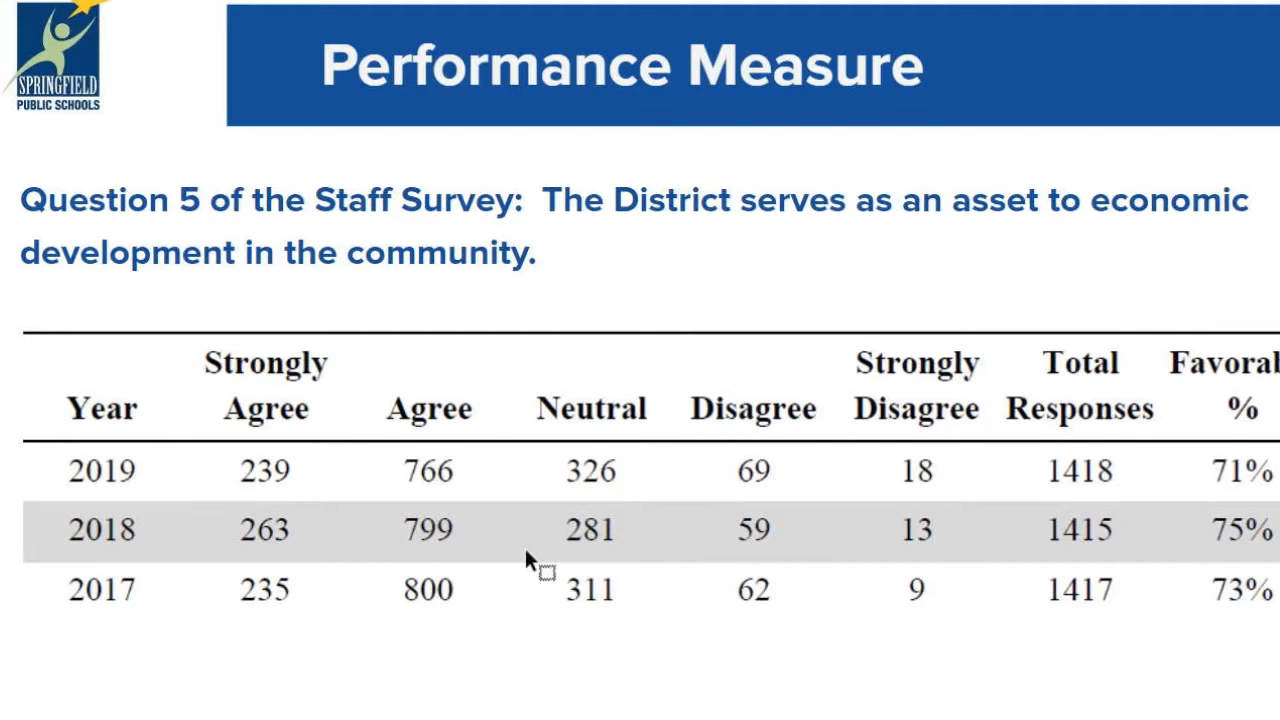 SPRINGFIELD
PUBLIC SCHOOLS
Performance Measure
Question 5 of the Staff Survey: The District serves as an asset to economic
development in the community.
Year Strongly Agree Agree Neutral Disagree Strongly Disagree Total Responses Favorab %
2019 239 766 326 69 18 1418 71%
2018 263 799 281 59 13 1415 75%
2017 235 800 311 62 9 1417 73%